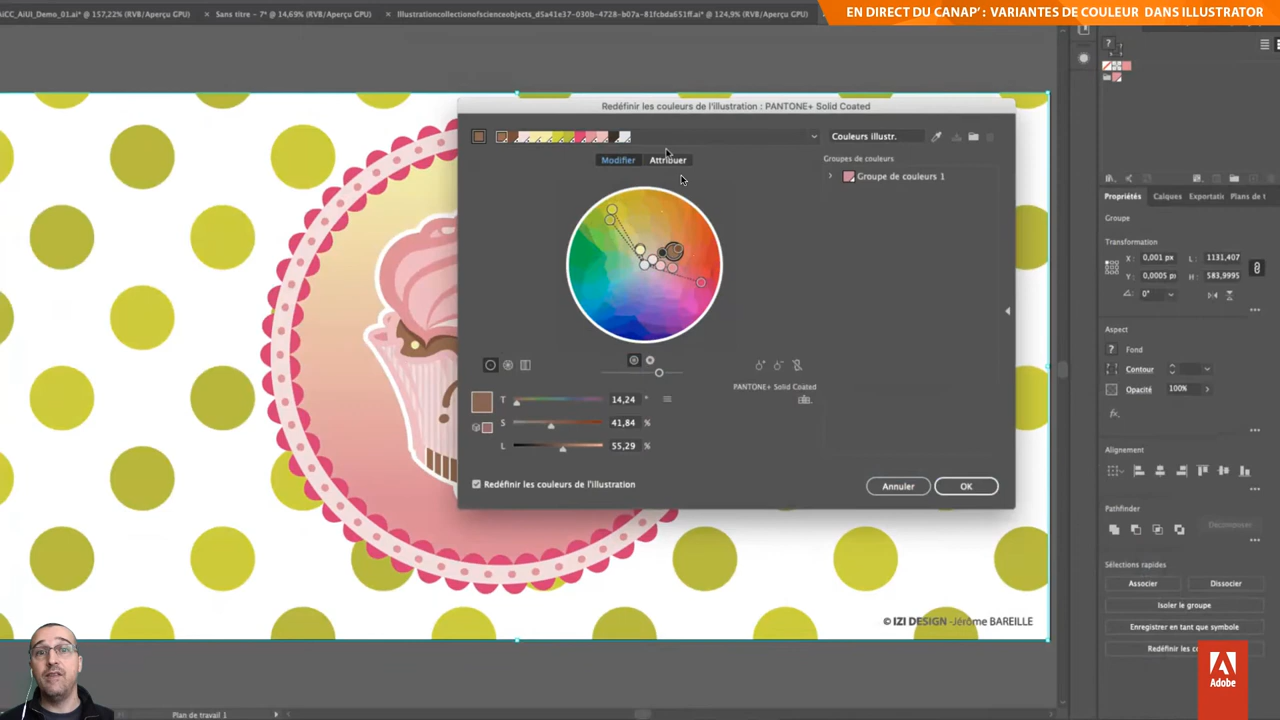 EN DIRECT DU CANAP' : VARIANTES DE COULEUR DANS ILLUSTRATOR
iCC_AiUI_Demo_01.ai* @ 157,22% (RVB/Aperçu GPU)
× Sans titre - 7* @ 14,69% (RVB/Aperçu GPU)
× Illustrationcollectionofscienceobjects_d5a41e37-030b-4728-b07a-81fcbda651ff.ai* @ 124,9% (RVB/Aperçu GPU)
Redéfinir les couleurs de l'illustration : PANTONE+ Solid Coated
Couleurs illustr.
Modifier
Attribuer
Groupes de couleurs
Groupe de couleurs 1
PANTONE+ Solid Coated
T 14,24 °
S 41,84 %
L 55,29 %
Redéfinir les couleurs de l'illustration
Annuler
OK
Propriétés
Calques
Exportati
Plans de t
Groupe
Transformation
X : 0,001 px
L : 1131,407
Y : 0,0005 p
H : 583,9995
0°
Aspect
? Fond
Contour
Opacité 100%
fx.
Alignement
Pathfinder
Décomposer
Sélections rapides
Associer
Dissocier
Isoler le groupe
Enregistrer en tant que symbole
Redéfinir les co
© IZI DESIGN -Jérôme BAREILLE
Adobe
Plan de travail 1